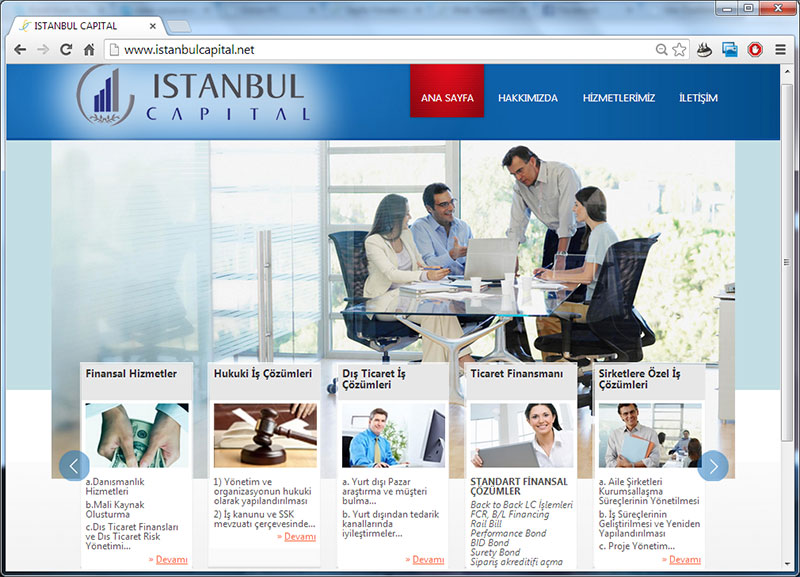 ISTANBUL CAPITAL
www.istanbulcapital.net
ISTANBUL
CAPITAL
ANA SAYFA
HAKKIMIZDA
HİZMETLERİMİZ
İLETİŞİM
Finansal Hizmetler
a.Danısmanlık
Hizmetleri
b.Mali Kaynak
Olusturma
c.Dıs Ticaret Finansları
ve Dıs Ticaret Risk
Yönetimi...
» Devamı
Hukuki İş Çözümleri
1) Yönetim ve
organizasyonun hukuki
olarak yapılandırılması
2) İş kanunu ve SSK
mevzuatı çerçevesinde...
» Devamı
Dış Ticaret İş
Çözümleri
a. Yurt dışı Pazar
araştırma ve müşteri
bulma...
b. Yurt dışından tedarik
kanallarında
iyileştirmeler...
» Devamı
Ticaret Finansmanı
STANDART FİNANSAL
ÇÖZÜMLER
Back to Back LC İşlemleri
FCR, B/L Financing
Rail Bill
Performance Bond
BID Bond
Surety Bond
Sipariş akreditifi açma
Sirketlere Özel İş
Çözümleri
a. Aile Şirketleri
Kurumsallaşma
Süreçlerinin Yönetilmesi
b. İş Süreçlerinin
Geliştirilmesi ve Yeniden
Yapılandırılması
c. Proje Yönetim...
» Devamı